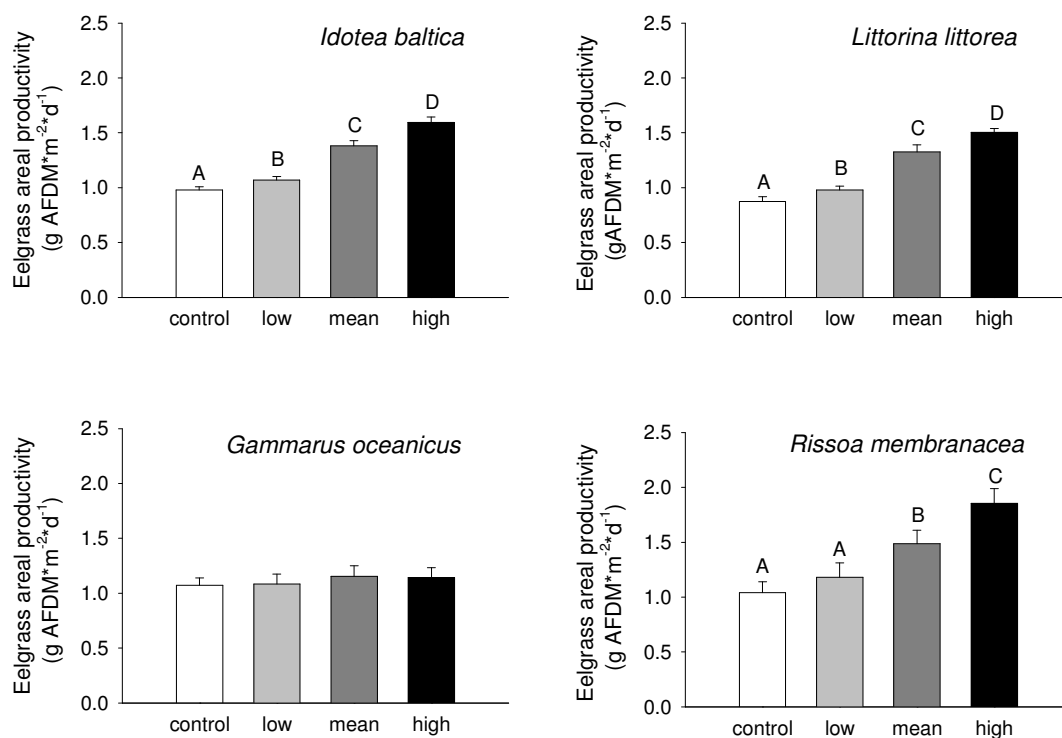 Eelgrass areal productivity
(g AFDM*m-2*d-1)
2.5
2.0
1.5
1.0
0.5
0.0
Idotea baltica
A
B
C
D
control low mean high
Eelgrass areal productivity
(gAFDM*m-2*d-1)
2.5
2.0
1.5
1.0
0.5
0.0
Littorina littorea
A
B
C
D
control low mean high
Eelgrass areal productivity
(g AFDM*m-2*d-1)
2.5
2.0
1.5
1.0
0.5
0.0
Gammarus oceanicus
control low mean high
Eelgrass areal productivity
(g AFDM*m-2*d-1)
2.5
2.0
1.5
1.0
0.5
0.0
Rissoa membranacea
A
A
B
C
control low mean high